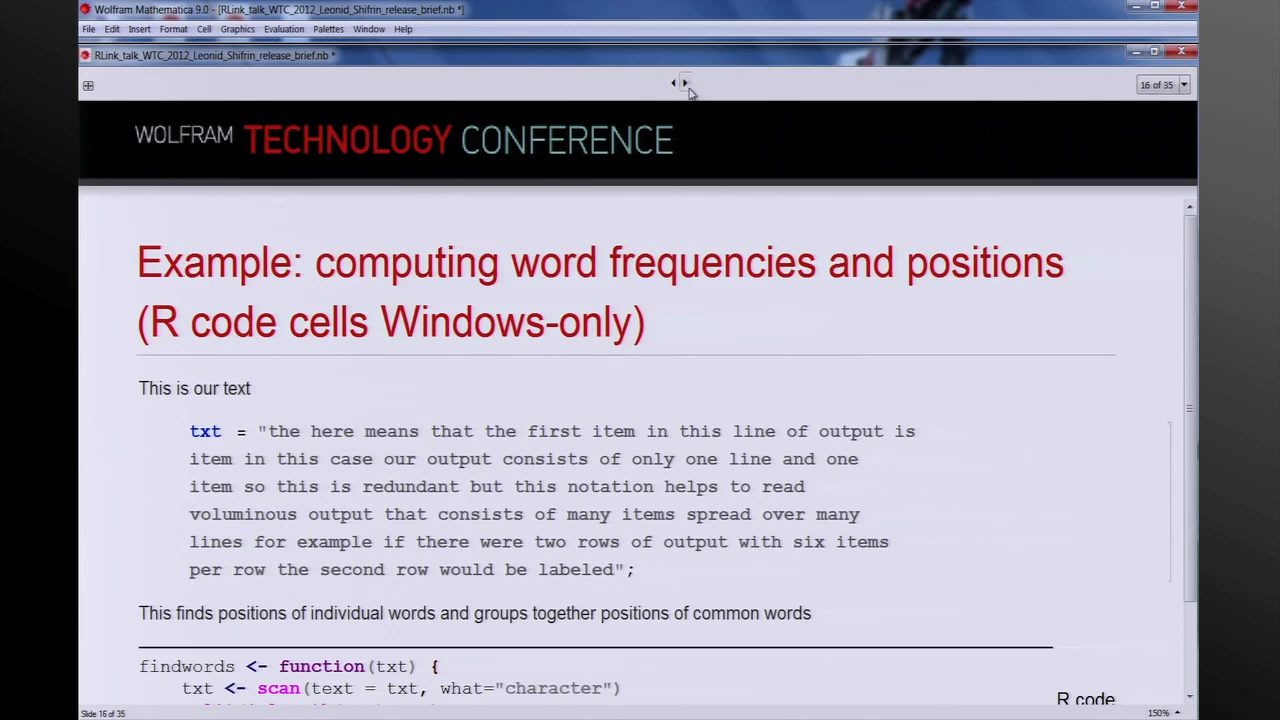 Wolfram Mathematica 9.0 - [RLink_talk_WTC_2012_Leonid_Shifrin_release_brief.nb *]
File Edit Insert Format Cell Graphics Evaluation Palettes Window Help
RLink_talk_WTC_2012_Leonid_Shifrin_release_brief.nb *
16 of 35
WOLFRAM TECHNOLOGY CONFERENCE
Example: computing word frequencies and positions
(R code cells Windows-only)
This is our text
txt = "the here means that the first item in this line of output is
item in this case our output consists of only one line and one
item so this is redundant but this notation helps to read
voluminous output that consists of many items spread over many
lines for example if there were two rows of output with six items
per row the second row would be labeled";
This finds positions of individual words and groups together positions of common words
findwords <- function(txt) {
txt <- scan(text = txt, what="character")
R code
Slide 16 of 35
150%